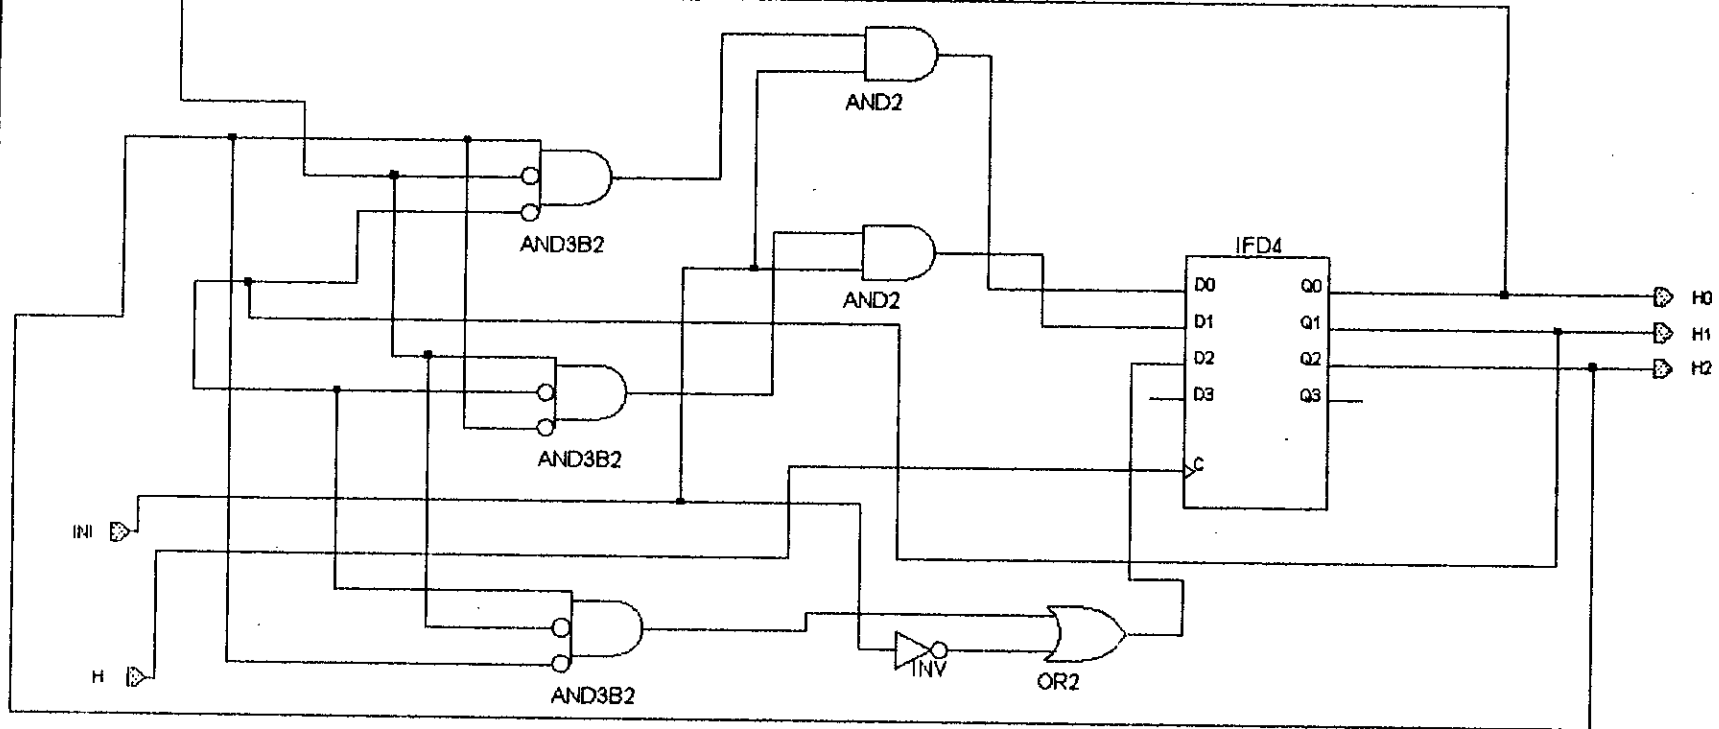 AND2
AND3B2
AND2
IFD4
D0 Q0 H0
D1 Q1 H1
D2 Q2 H2
D3 Q3
AND3B2
C
INI
INV
H
AND3B2
OR2